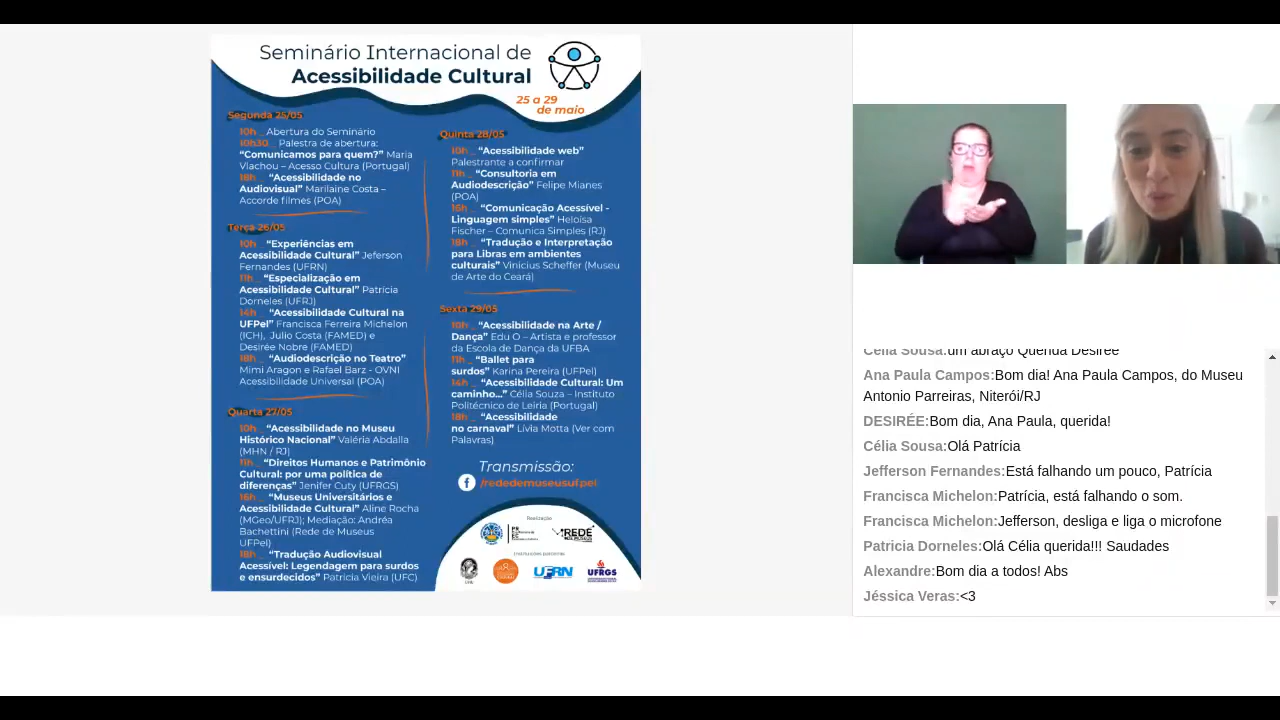 Seminário Internacional de
Acessibilidade Cultural
25 a 29
de maio
Segunda 25/05
10h _ Abertura do Seminário
10h30 _ Palestra de abertura:
“Comunicamos para quem?” Maria
Vlachou – Acesso Cultura (Portugal)
18h _ “Acessibilidade no
Audiovisual” Marilaine Costa –
Accorde filmes (POA)
Terça 26/05
10h _ “Experiências em
Acessibilidade Cultural” Jeferson
Fernandes (UFRN)
11h _ “Especialização em
Acessibilidade Cultural” Patrícia
Dorneles (UFRJ)
14h _ “Acessibilidade Cultural na
UFPel” Francisca Ferreira Michelon
(ICH), Julio Costa (FAMED) e
Desirée Nobre (FAMED)
18h _ “Audiodescrição no Teatro”
Mimi Aragon e Rafael Barz - OVNI
Acessibilidade Universal (POA)
Quarta 27/05
10h _ “Acessibilidade no Museu
Histórico Nacional” Valéria Abdalla
(MHN / RJ)
11h _ “Direitos Humanos e Patrimônio
Cultural: por uma política de
diferenças” Jenifer Cuty (UFRGS)
16h _ “Museus Universitários e
Acessibilidade Cultural” Aline Rocha
(MGeo/UFRJ); Mediação: Andréa
Bachettini (Rede de Museus
UFPel)
18h _ “Tradução Audiovisual
Acessível: Legendagem para surdos
e ensurdecidos” Patricia Vieira (UFC)
Quinta 28/05
10h _ “Acessibilidade web”
Palestrante a confirmar
11h _ “Consultoria em
Audiodescrição” Felipe Mianes
(POA)
16h _ “Comunicação Acessível -
Linguagem simples” Heloísa
Fischer – Comunica Simples (RJ)
18h _ “Tradução e Interpretação
para Libras em ambientes
culturais” Vinicius Scheffer (Museu
de Arte do Ceará)
Sexta 29/05
10h _ “Acessibilidade na Arte /
Dança” Edu O – Artista e professor
da Escola de Dança da UFBA
11h _ “Ballet para
surdos” Karina Pereira (UFPel)
14h _ “Acessibilidade Cultural: Um
caminho...” Célia Souza – Instituto
Politécnico de Leiria (Portugal)
18h _ “Acessibilidade
no carnaval” Lívia Motta (Ver com
Palavras)
Transmissão:
/redede​museusufpel
Realização
REDE
Instituições parceiras
UFRN
UFRGS
Célia Sousa:um abraço Querida Desirée
Ana Paula Campos:Bom dia! Ana Paula Campos, do Museu
Antonio Parreiras, Niterói/RJ
DESIRÉE:Bom dia, Ana Paula, querida!
Célia Sousa:Olá Patrícia
Jefferson Fernandes:Está falhando um pouco, Patrícia
Francisca Michelon:Patrícia, está falhando o som.
Francisca Michelon:Jefferson, desliga e liga o microfone
Patricia Dorneles:Olá Célia querida!!! Saudades
Alexandre:Bom dia a todos! Abs
Jéssica Veras:<3